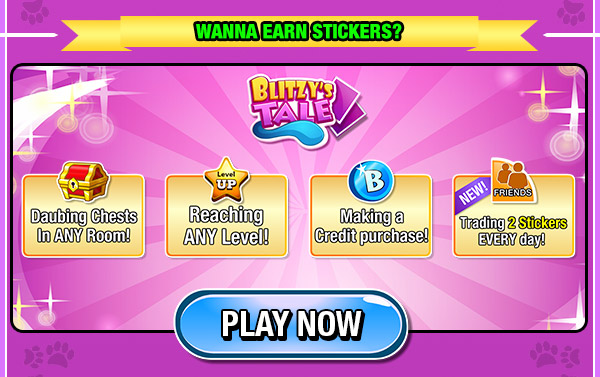 WANNA EARN STICKERS?
BLITZY'S
TALE
Daubing Chests
In ANY Room!
Level
UP
Reaching
ANY Level!
B
Making a
Credit purchase!
NEW!
FRIENDS
Trading 2 Stickers
EVERY day!
PLAY NOW